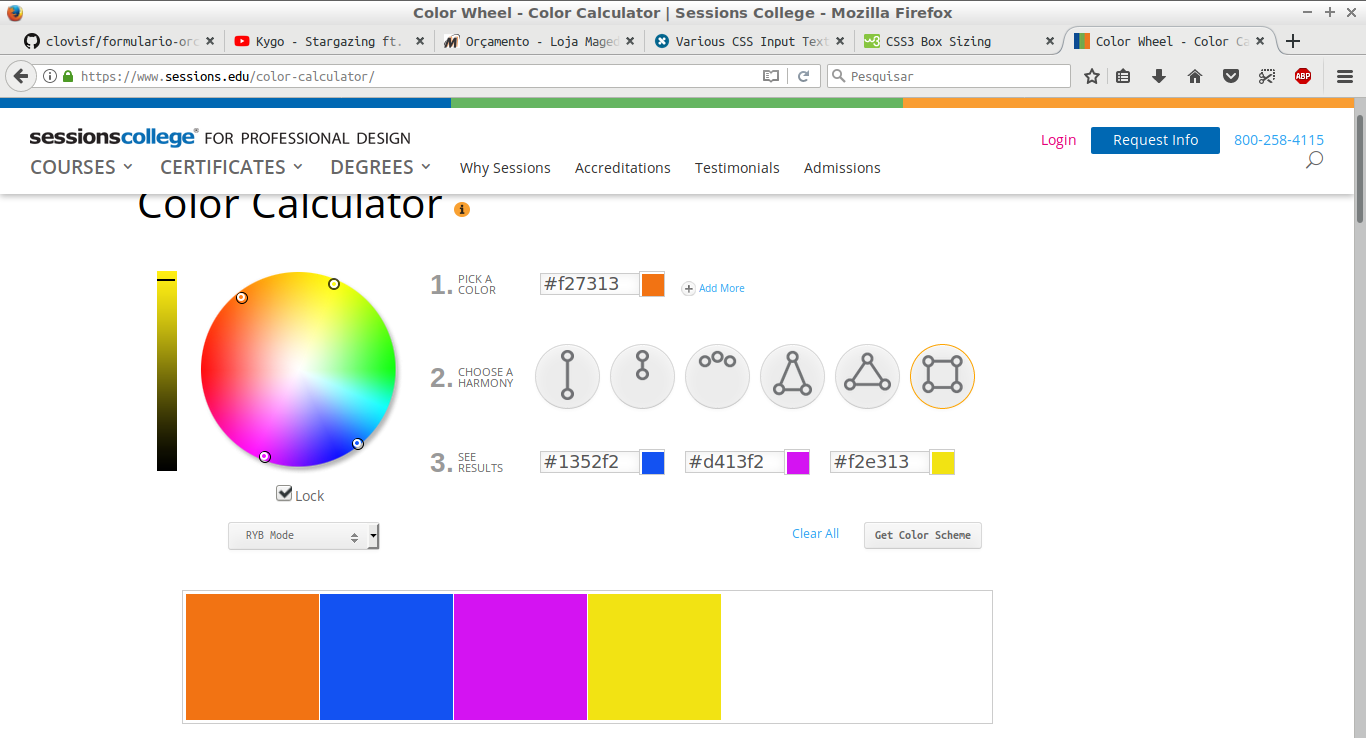 Color Wheel - Color Calculator | Sessions College - Mozilla Firefox
clovisf/formulario-orc
Kygo - Stargazing ft.
Orçamento - Loja Maged
Various CSS Input Text
CSS3 Box Sizing
Color Wheel - Color Ca
https://www.sessions.edu/color-calculator/
Pesquisar
ABP
sessionscollege® FOR PROFESSIONAL DESIGN
Login
Request Info
800-258-4115
COURSES
CERTIFICATES
DEGREES
Why Sessions
Accreditations
Testimonials
Admissions
Color Calculator i
1. PICK A
COLOR
#f27313
Add More
2. CHOOSE A
HARMONY
3. SEE
RESULTS
#1352f2
#d413f2
#f2e313
Lock
RYB Mode
Clear All
Get Color Scheme